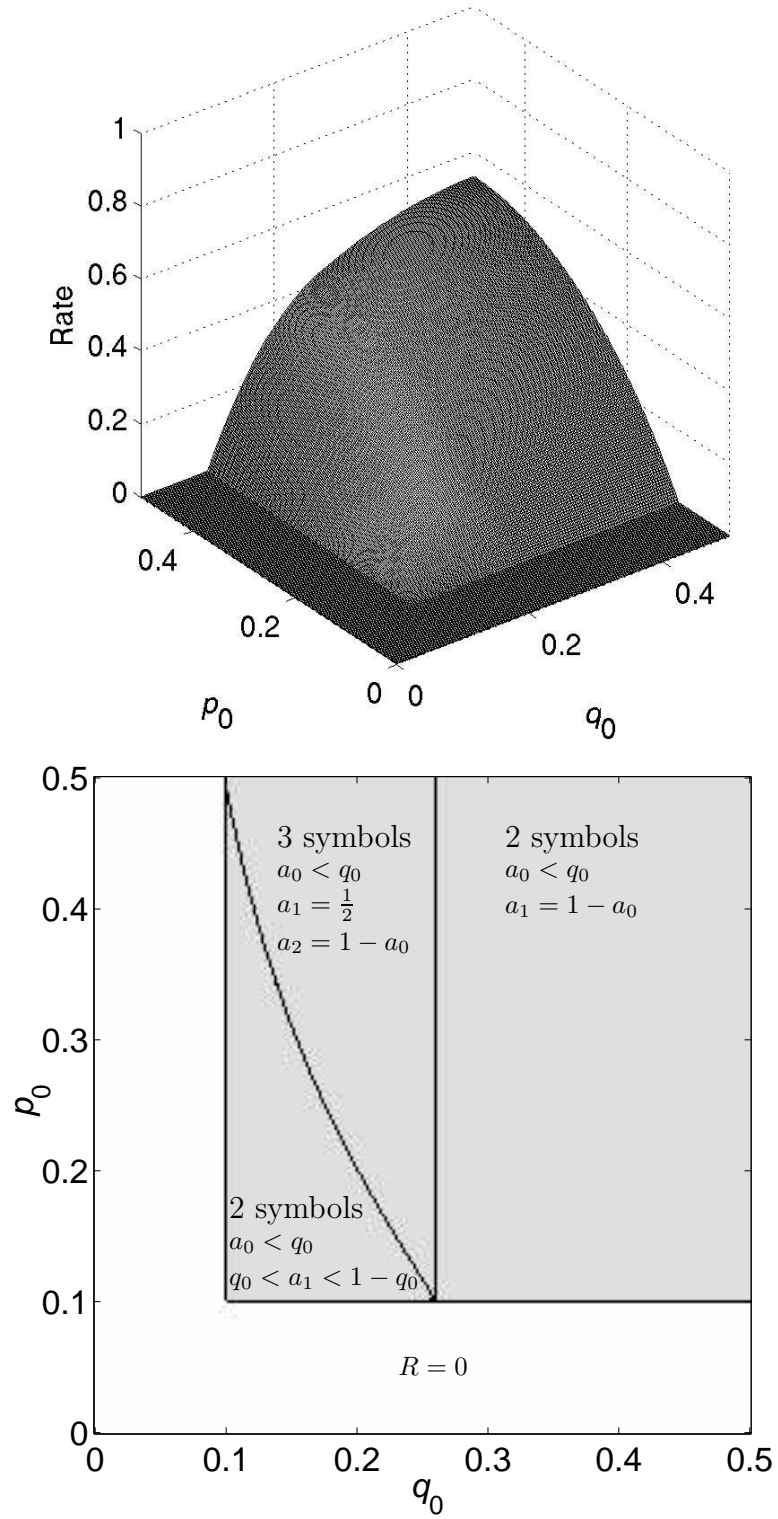 1
0.8
0.6
0.4
0.2
0
Rate
0.4
0.2
0
p0
0
0.2
0.4
q0
0.5
0.4
0.3
0.2
0.1
0
p0
3 symbols
a0 < q0
a1 = 1/2
a2 = 1 − a0
2 symbols
a0 < q0
a1 = 1 − a0
2 symbols
a0 < q0
q0 < a1 < 1 − q0
R = 0
0 0.1 0.2 0.3 0.4 0.5
q0